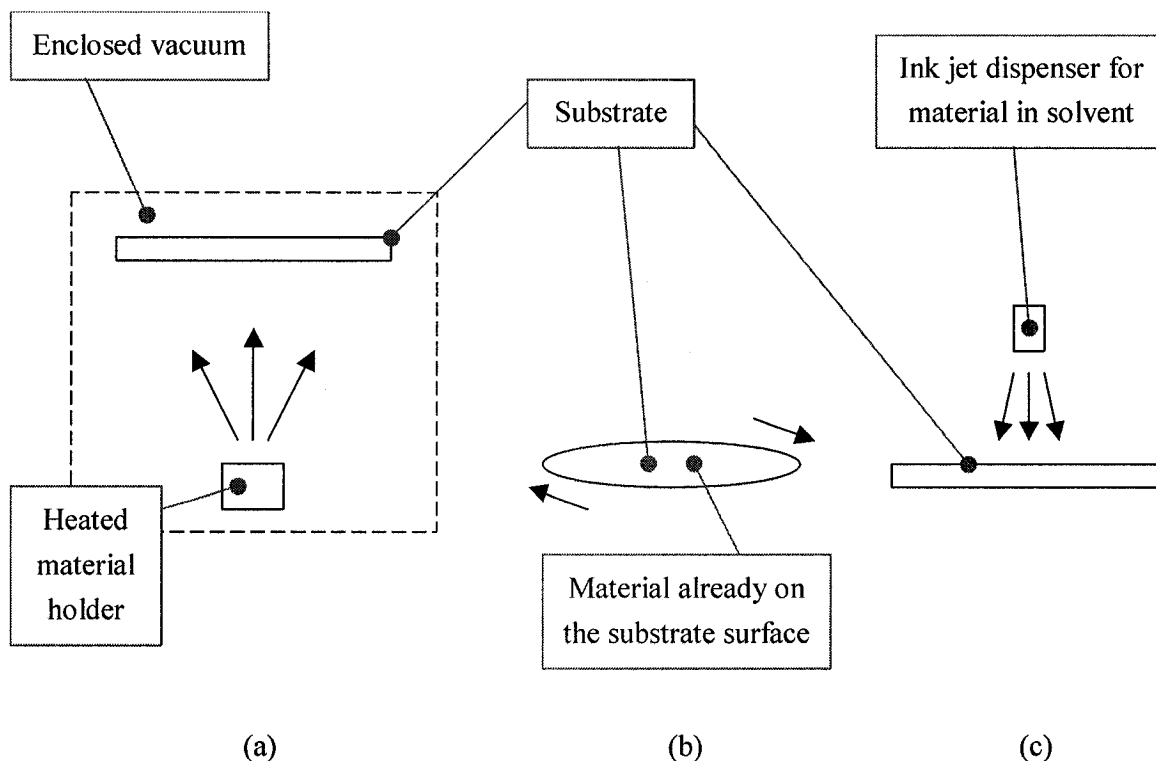 Enclosed vacuum
Substrate
Ink jet dispenser for
material in solvent
Heated
material
holder
Material already on
the substrate surface
(a)
(b)
(c)